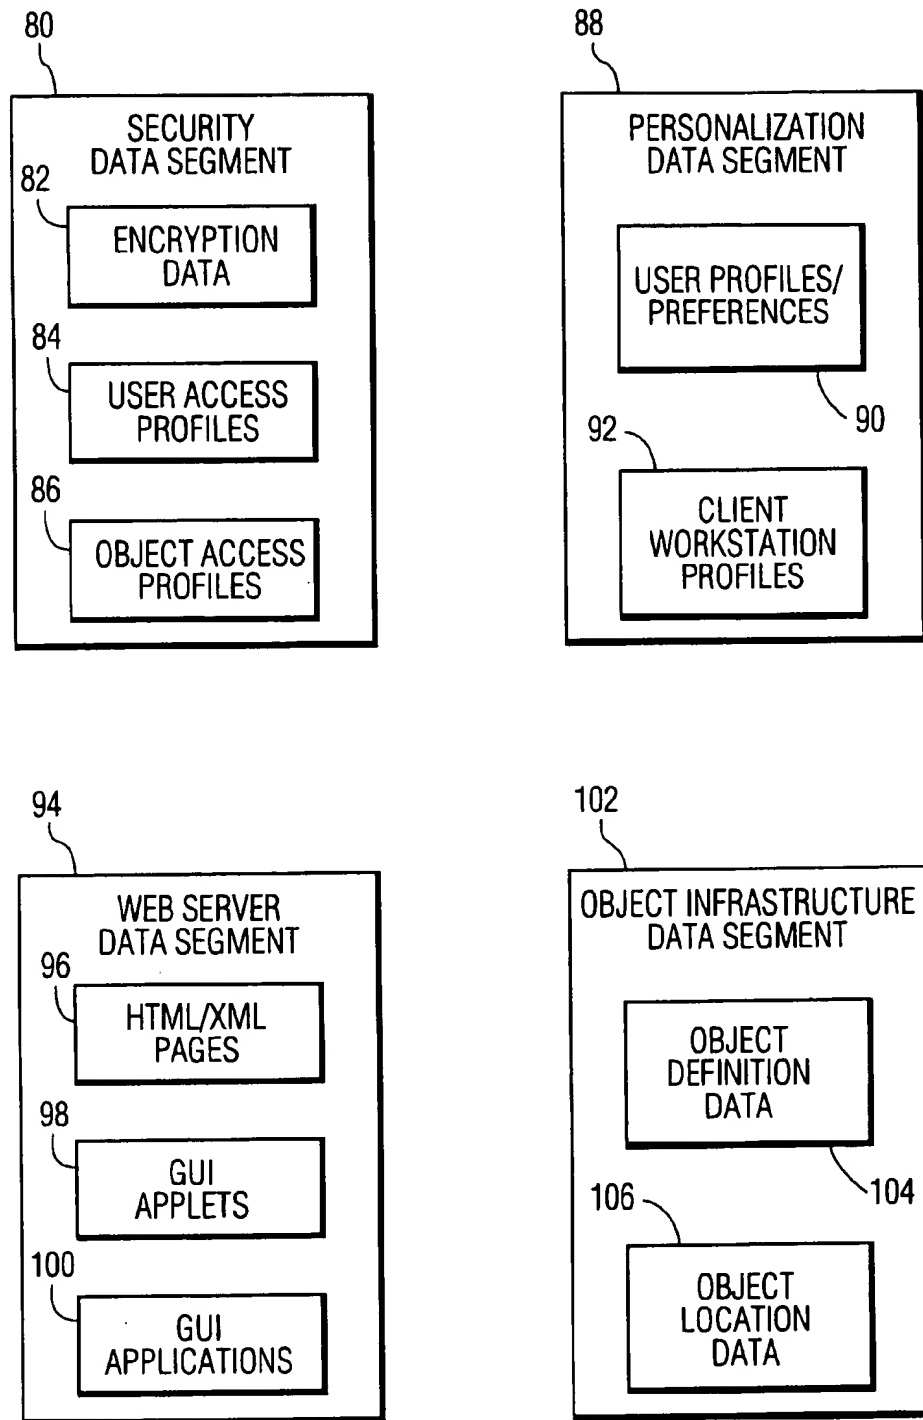 80
SECURITY
DATA SEGMENT
82
ENCRYPTION
DATA
84
USER ACCESS
PROFILES
86
OBJECT ACCESS
PROFILES
88
PERSONALIZATION
DATA SEGMENT
USER PROFILES/
PREFERENCES
90
92
CLIENT
WORKSTATION
PROFILES
94
WEB SERVER
DATA SEGMENT
96
HTML/XML
PAGES
98
GUI
APPLETS
100
GUI
APPLICATIONS
102
OBJECT INFRASTRUCTURE
DATA SEGMENT
OBJECT
DEFINITION
DATA
104
106
OBJECT
LOCATION
DATA